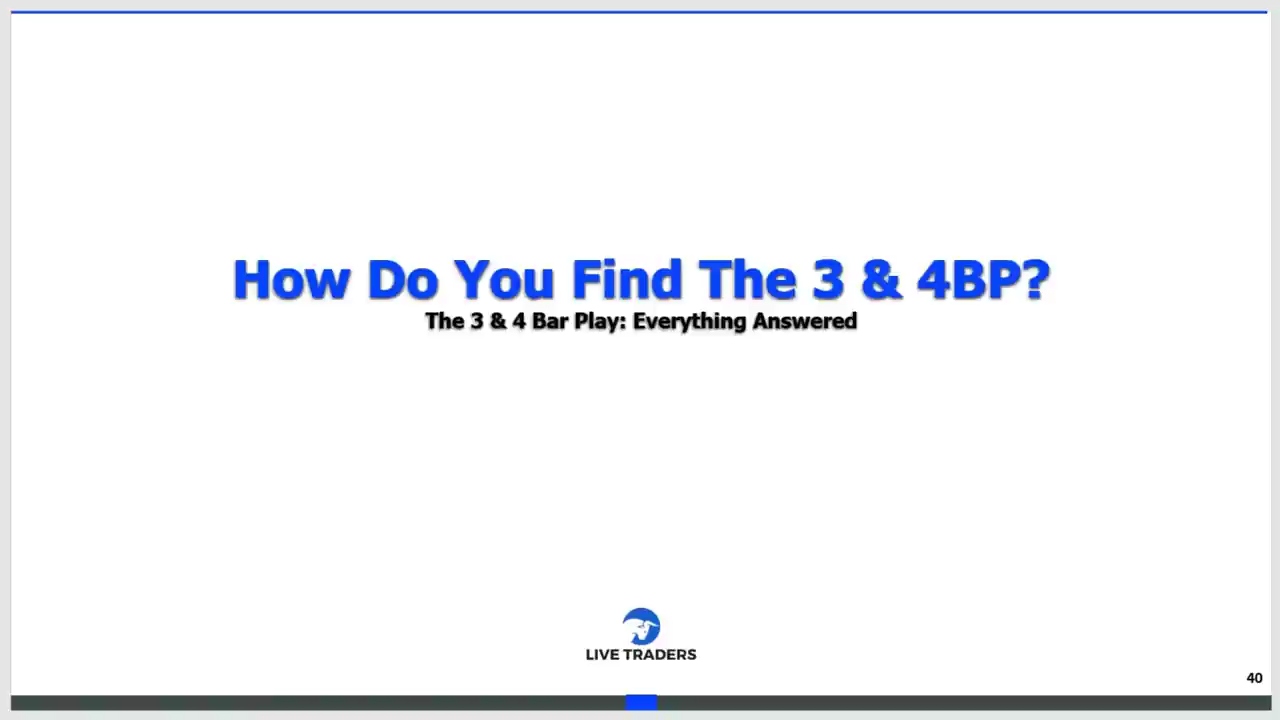 How Do You Find The 3 & 4BP?
The 3 & 4 Bar Play: Everything Answered
LIVE TRADERS
40